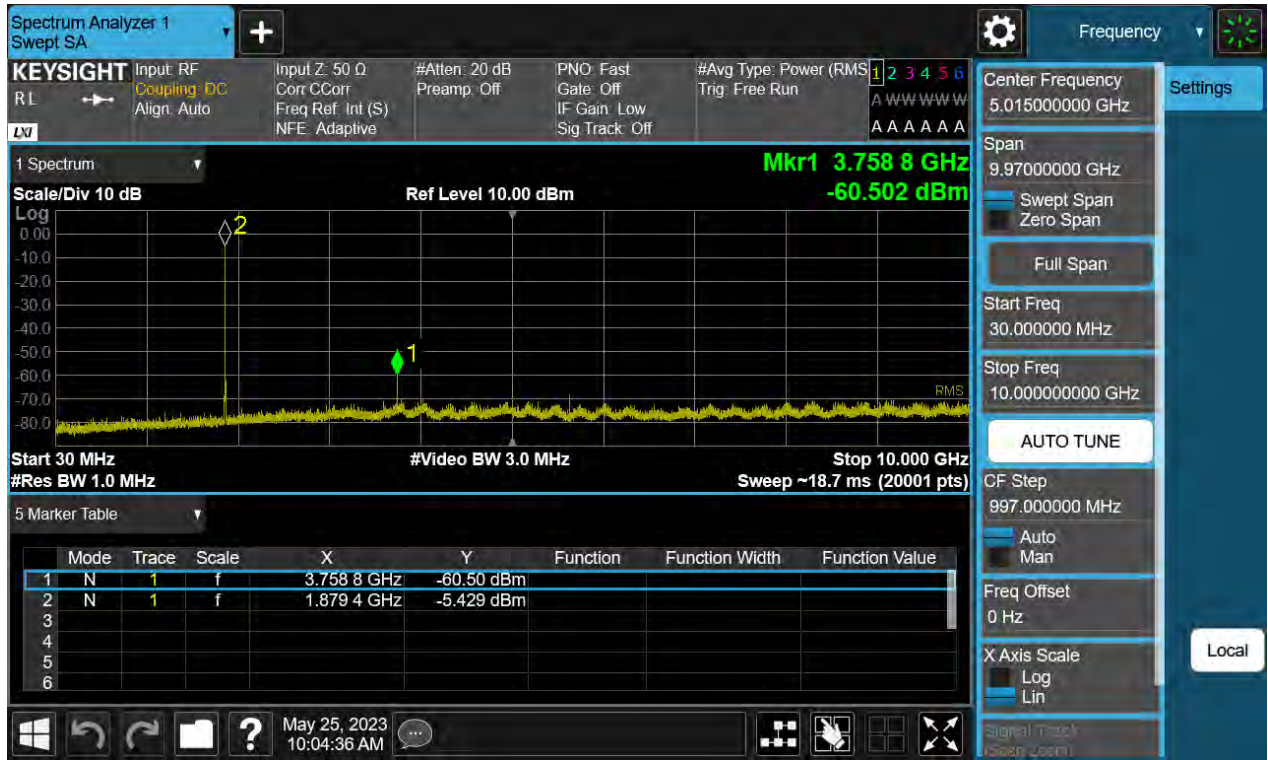 Spectrum Analyzer 1
Swept SA
+
Frequency
KEYSIGHT
RL
LXI
Input: RF
Coupling: DC
Align: Auto
Input Z: 50 Ω
Corr CCorr
Freq Ref: Int (S)
NFE: Adaptive
#Atten: 20 dB
Preamp: Off
PNO: Fast
Gate: Off
IF Gain: Low
Sig Track: Off
#Avg Type: Power (RMS
Trig: Free Run
1 2 3 4 5 6
A W W W W W
A A A A A A
1 Spectrum
Mkr1 3.758 8 GHz
-60.502 dBm
Scale/Div 10 dB
Ref Level 10.00 dBm
Log
0.00
-10.0
-20.0
-30.0
-40.0
-50.0
-60.0
-70.0
-80.0
2
1
RMS
Start 30 MHz
#Video BW 3.0 MHz
Stop 10.000 GHz
#Res BW 1.0 MHz
Sweep ~18.7 ms (20001 pts)
5 Marker Table
Mode Trace Scale X Y Function Function Width Function Value
1 N 1 f 3.758 8 GHz -60.50 dBm
2 N 1 f 1.879 4 GHz -5.429 dBm
3
4
5
6
?
May 25, 2023
10:04:36 AM
Center Frequency
5.015000000 GHz
Settings
Span
9.97000000 GHz
Swept Span
Zero Span
Full Span
Start Freq
30.000000 MHz
Stop Freq
10.000000000 GHz
AUTO TUNE
CF Step
997.000000 MHz
Auto
Man
Freq Offset
0 Hz
X Axis Scale
Log
Lin
Local
Signal Track
(Span Zoom)